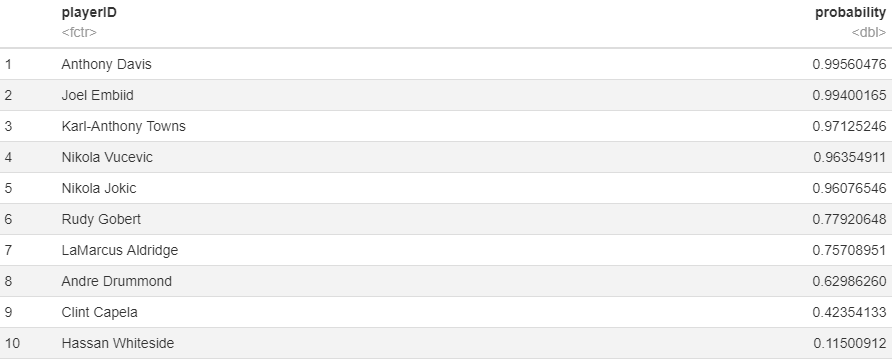 playerID probability
<fctr> <dbl>
1 Anthony Davis 0.99560476
2 Joel Embiid 0.99400165
3 Karl-Anthony Towns 0.97125246
4 Nikola Vucevic 0.96354911
5 Nikola Jokic 0.96076546
6 Rudy Gobert 0.77920648
7 LaMarcus Aldridge 0.75708951
8 Andre Drummond 0.62986260
9 Clint Capela 0.42354133
10 Hassan Whiteside 0.11500912